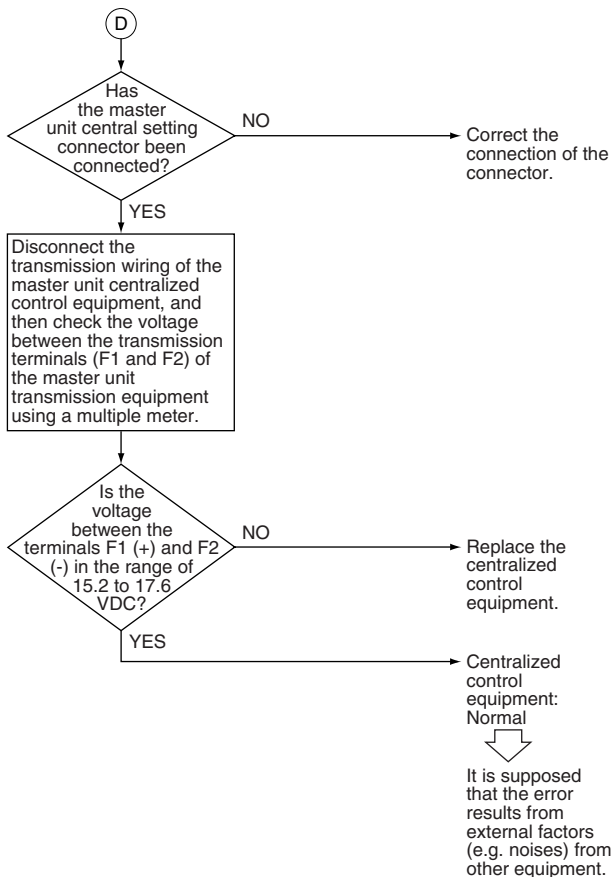 D
Has
the master
unit central setting
connector been
connected?
NO
Correct the
connection of the
connector.
YES
Disconnect the
transmission wiring of the
master unit centralized
control equipment, and
then check the voltage
between the transmission
terminals (F1 and F2) of
the master unit
transmission equipment
using a multiple meter.
Is the
voltage
between the
terminals F1 (+) and F2
(-) in the range of
15.2 to 17.6
VDC?
NO
Replace the
centralized
control
equipment.
YES
Centralized
control
equipment:
Normal
It is supposed
that the error
results from
external factors
(e.g. noises) from
other equipment.